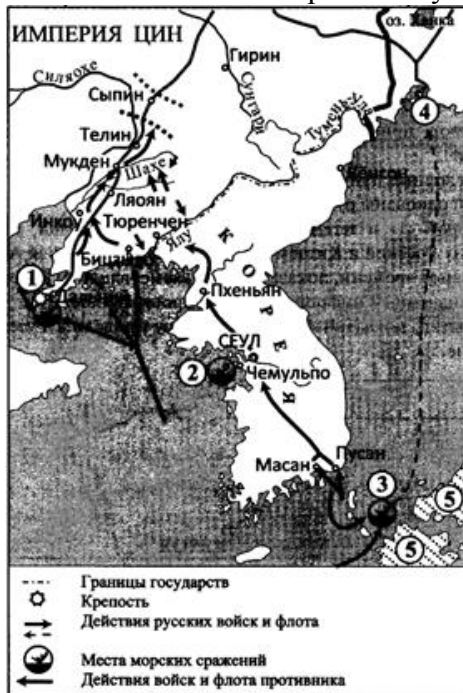 оз. Ханка
ИМПЕРИЯ ЦИН
Гирин
Силяохе
Сунгари
Сыпин
Тумень-Ула
4
Телин
Мукден
Шахе
Ляоян
Инкоу
Тюренчен
Ялу
1
Пхеньян
КОРЕЯ
СЕУЛ
2
Чемульпо
Масан
Пусан
3
5
5
Границы государств
Крепость
Действия русских войск и флота
Места морских сражений
Действия войск и флота противника